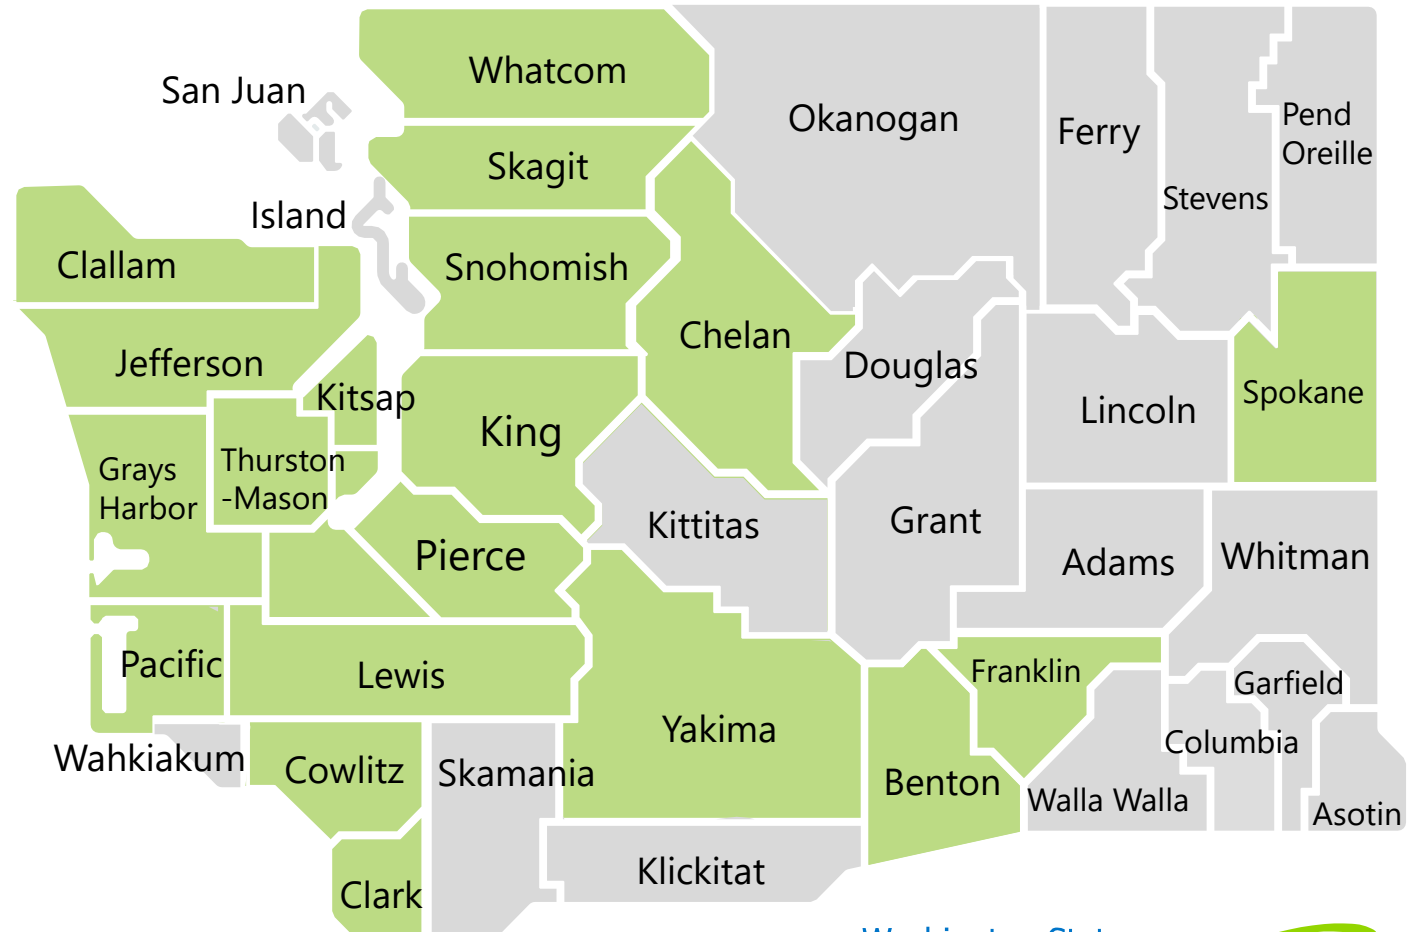 Whatcom
San Juan
Okanogan
Ferry
Pend
Oreille
Skagit
Stevens
Island
Clallam
Snohomish
Chelan
Jefferson
Douglas
Kitsap
Spokane
Lincoln
King
Grays
Harbor
Thurston
-Mason
Kittitas
Grant
Pierce
Adams
Whitman
Pacific
Lewis
Franklin
Garfield
Yakima
Columbia
Wahkiakum
Cowlitz
Skamania
Benton
Walla Walla
Asotin
Klickitat
Clark
Washington State